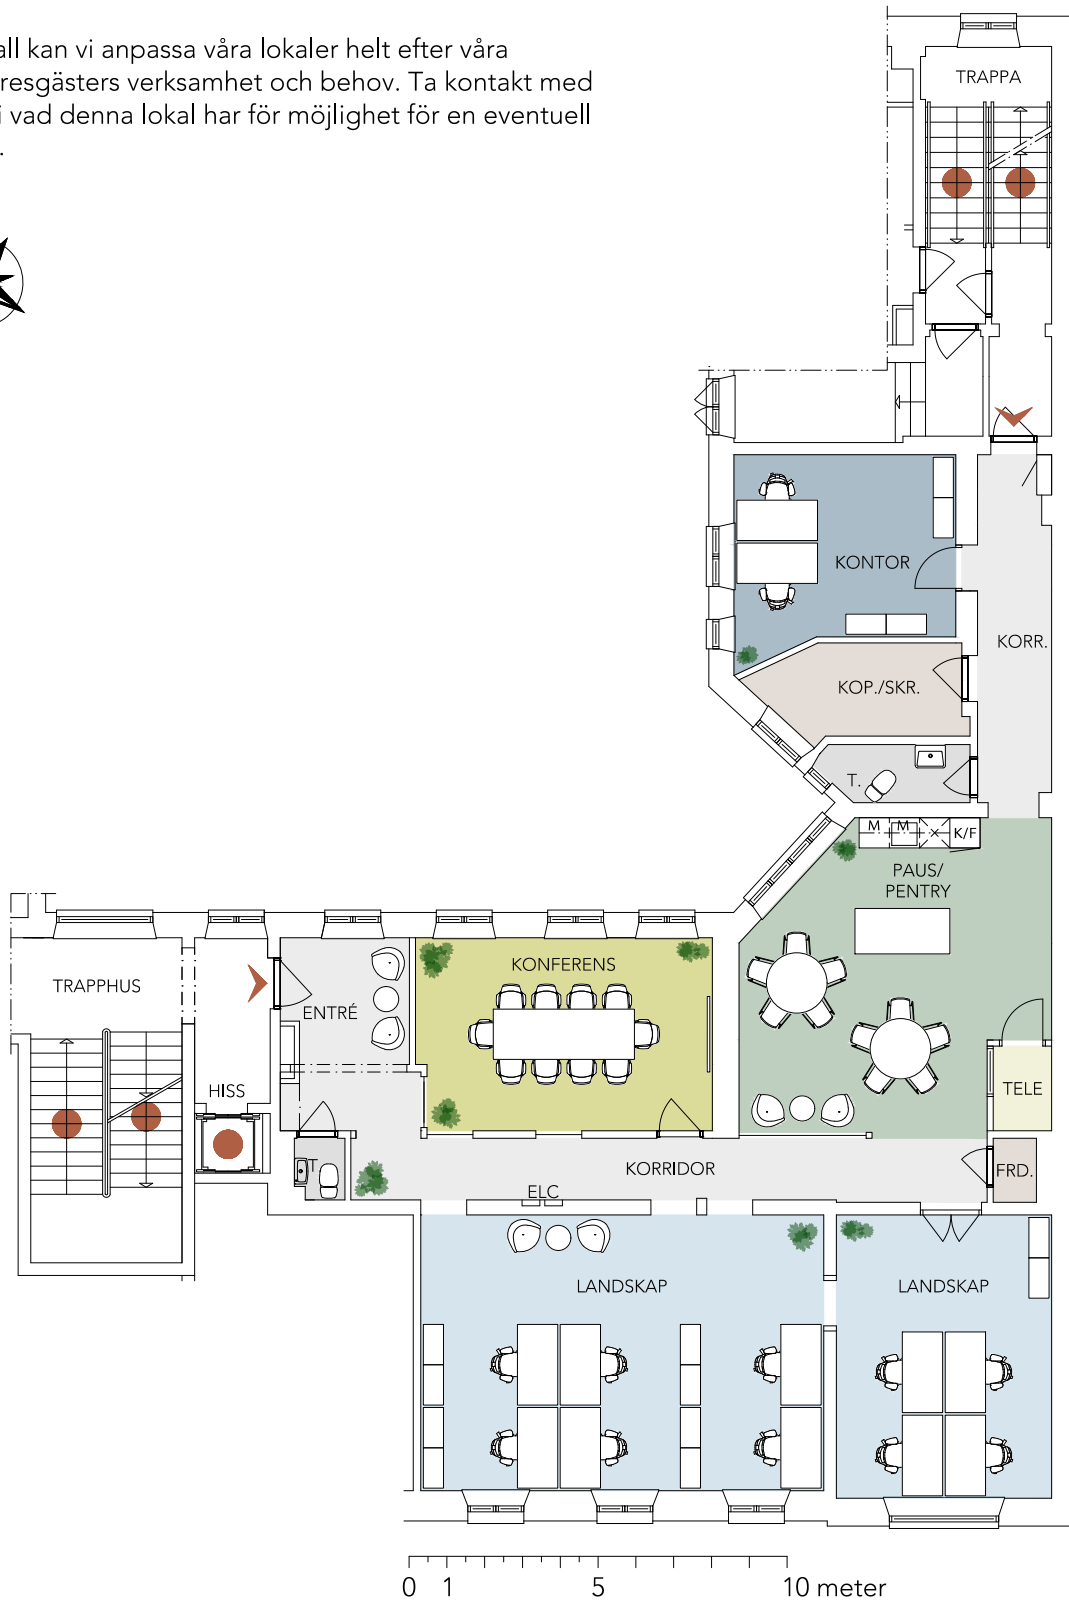 all kan vi anpassa våra lokaler helt efter våra
resgästers verksamhet och behov. Ta kontakt med
i vad denna lokal har för möjlighet för en eventuell
.
TRAPPA
KONTOR
KORR.
KOP./SKR.
T.
M M K/F
PAUS/
PENTRY
KONFERENS
TRAPPHUS
ENTRÉ
HISS
TELE
T.
KORRIDOR
FRD.
ELC
LANDSKAP
LANDSKAP
0 1 5 10 meter